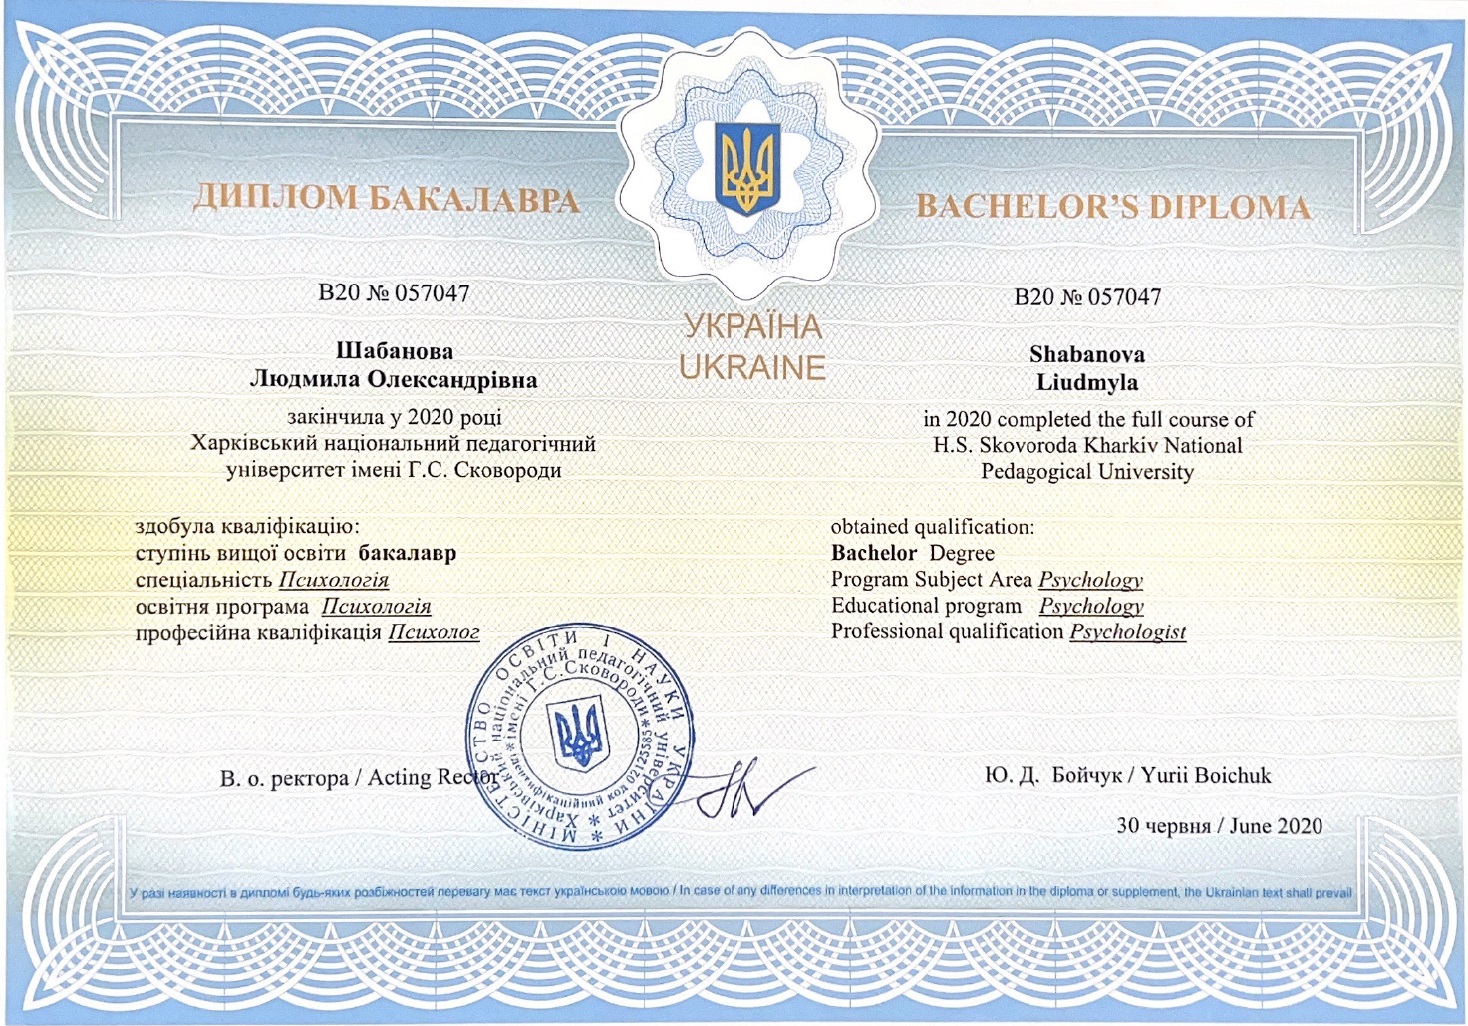 ДИПЛОМ БАКАЛАВРА
В20 № 057047
Шабанова
Людмила Олександрівна
закінчила у 2020 році
Харківський національний педагогічний
університет імені Г.С. Сковороди
здобула кваліфікацію:
ступінь вищої освіти бакалавр
спеціальність Психологія
освітня програма Психологія
професійна кваліфікація Психолог
УКРАЇНА
UKRAINE
BACHELOR’S DIPLOMA
B20 № 057047
Shabanova
Liudmyla
in 2020 completed the full course of
H.S. Skovoroda Kharkiv National
Pedagogical University
obtained qualification:
Bachelor Degree
Program Subject Area Psychology
Educational program Psychology
Professional qualification Psychologist
В. о. ректора / Acting Rector
МІНІСТЕРСТВО ОСВІТИ І НАУКИ УКРАЇНИ *
Харківський національний педагогічний університет *
імені Г.С.Сковороди
* ідентифікаційний код 02125585 *
Ю. Д. Бойчук / Yurii Boichuk
30 червня / June 2020
У разі наявності в дипломі будь-яких розбіжностей перевагу має текст українською мовою / In case of any differences in interpretation of the information in the diploma or supplement, the Ukrainian text shall prevail